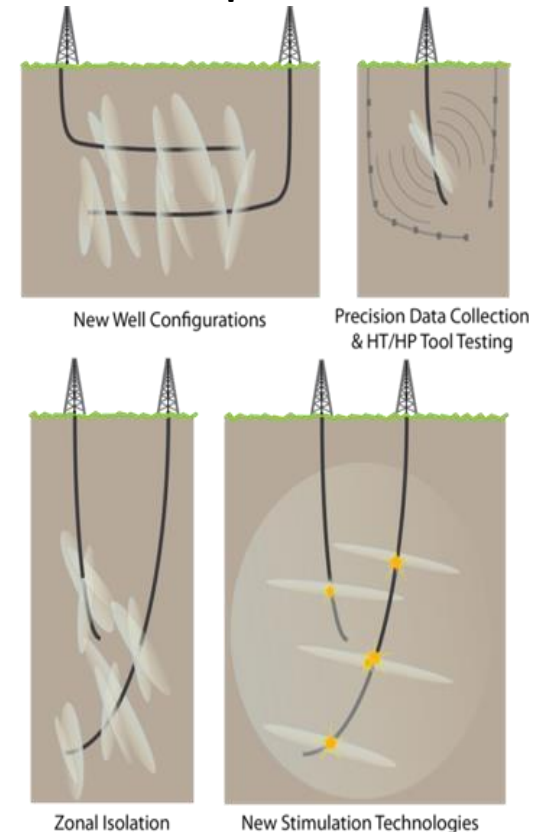 New Well Configurations
Precision Data Collection
& HT/HP Tool Testing
Zonal Isolation
New Stimulation Technologies